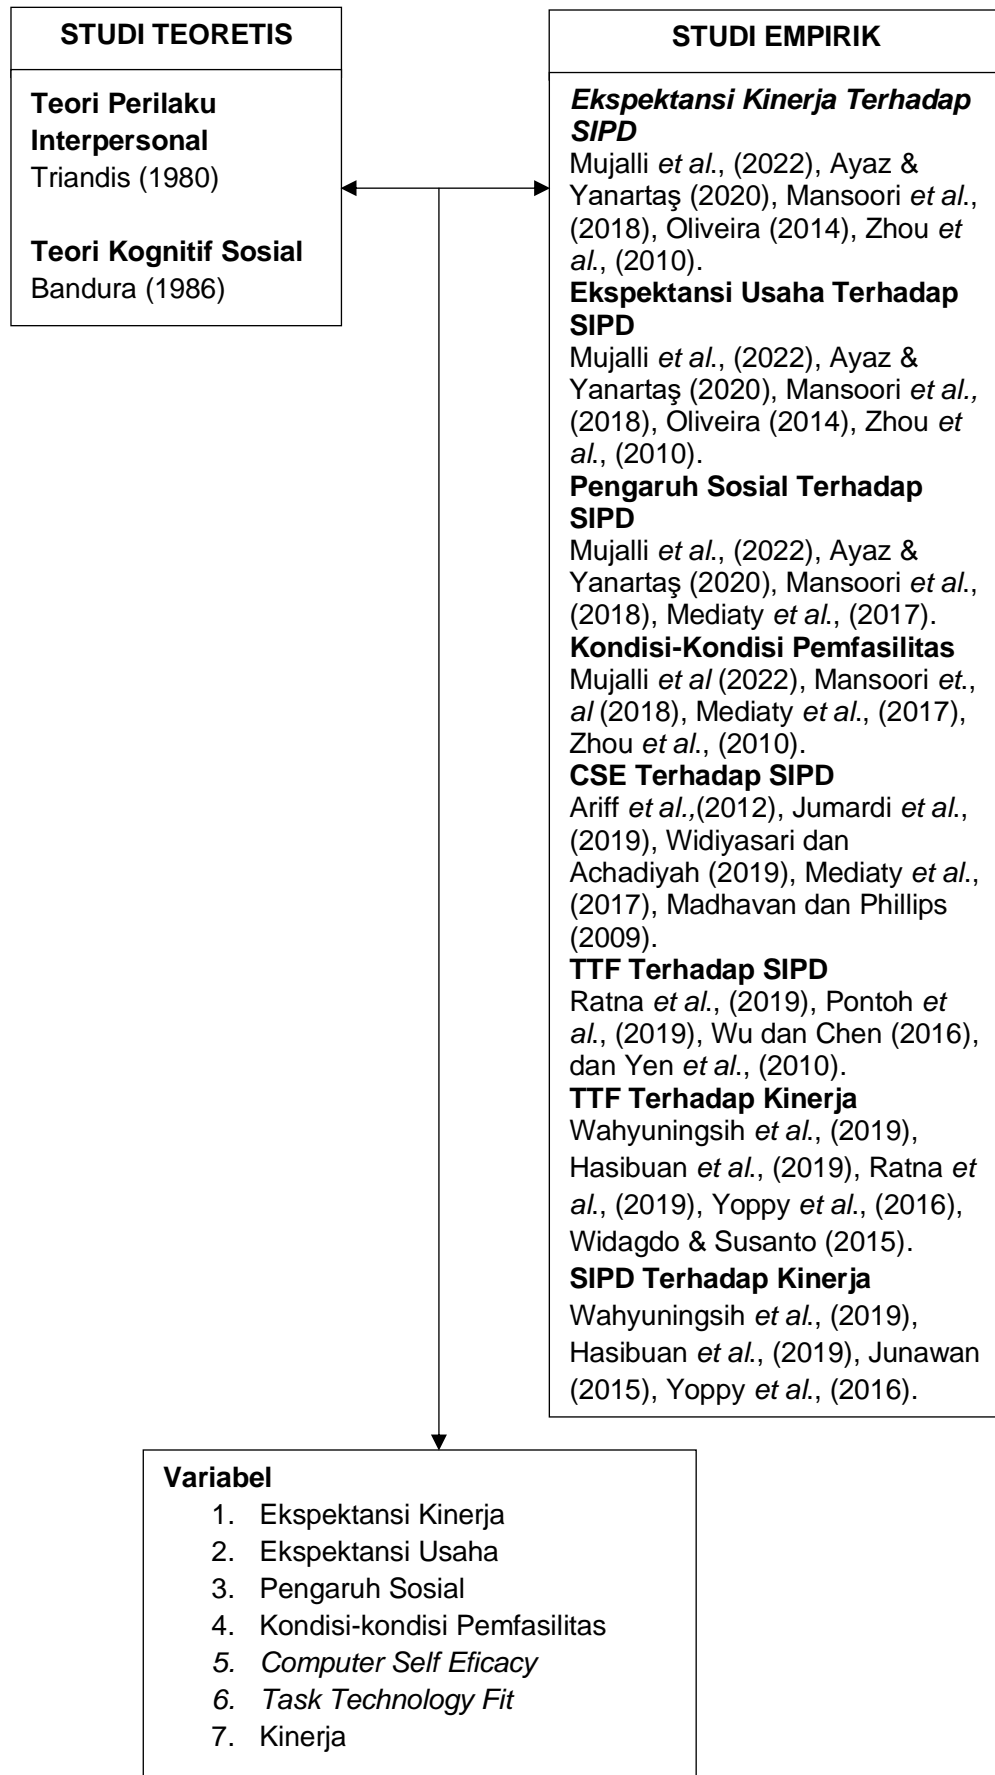 STUDI TEORETIS
Teori Perilaku
Interpersonal
Triandis (1980)
Teori Kognitif Sosial
Bandura (1986)
STUDI EMPIRIK
Ekspektansi Kinerja Terhadap
SIPD
Mujalli et al., (2022), Ayaz &
Yanartaş (2020), Mansoori et al.,
(2018), Oliveira (2014), Zhou et
al., (2010).
Ekspektansi Usaha Terhadap
SIPD
Mujalli et al., (2022), Ayaz &
Yanartaş (2020), Mansoori et al.,
(2018), Oliveira (2014), Zhou et
al., (2010).
Pengaruh Sosial Terhadap
SIPD
Mujalli et al., (2022), Ayaz &
Yanartaş (2020), Mansoori et al.,
(2018), Mediaty et al., (2017).
Kondisi-Kondisi Pemfasilitas
Mujalli et al (2022), Mansoori et.,
al (2018), Mediaty et al., (2017),
Zhou et al., (2010).
CSE Terhadap SIPD
Ariff et al.,(2012), Jumardi et al.,
(2019), Widiyasari dan
Achadiyah (2019), Mediaty et al.,
(2017), Madhavan dan Phillips
(2009).
TTF Terhadap SIPD
Ratna et al., (2019), Pontoh et
al., (2019), Wu dan Chen (2016),
dan Yen et al., (2010).
TTF Terhadap Kinerja
Wahyuningsih et al., (2019),
Hasibuan et al., (2019), Ratna et
al., (2019), Yoppy et al., (2016),
Widagdo & Susanto (2015).
SIPD Terhadap Kinerja
Wahyuningsih et al., (2019),
Hasibuan et al., (2019), Junawan
(2015), Yoppy et al., (2016).
Variabel
1. Ekspektansi Kinerja
2. Ekspektansi Usaha
3. Pengaruh Sosial
4. Kondisi-kondisi Pemfasilitas
5. Computer Self Eficacy
6. Task Technology Fit
7. Kinerja